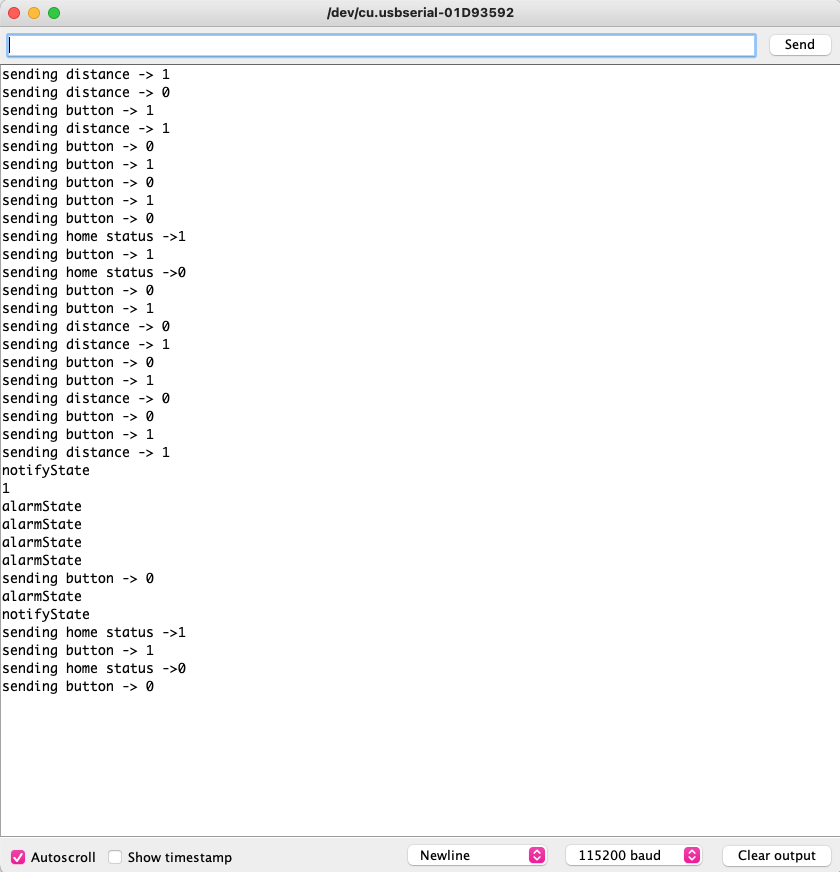 /dev/cu.usbserial-01D93592
Send
sending distance -> 1
sending distance -> 0
sending button -> 1
sending distance -> 1
sending button -> 0
sending button -> 1
sending button -> 0
sending button -> 1
sending button -> 0
sending home status ->1
sending button -> 1
sending home status ->0
sending button -> 0
sending button -> 1
sending distance -> 0
sending distance -> 1
sending button -> 0
sending button -> 1
sending distance -> 0
sending button -> 0
sending button -> 1
sending distance -> 1
notifyState
1
alarmState
alarmState
alarmState
alarmState
sending button -> 0
alarmState
notifyState
sending home status ->1
sending button -> 1
sending home status ->0
sending button -> 0
Autoscroll Show timestamp Newline 115200 baud Clear output